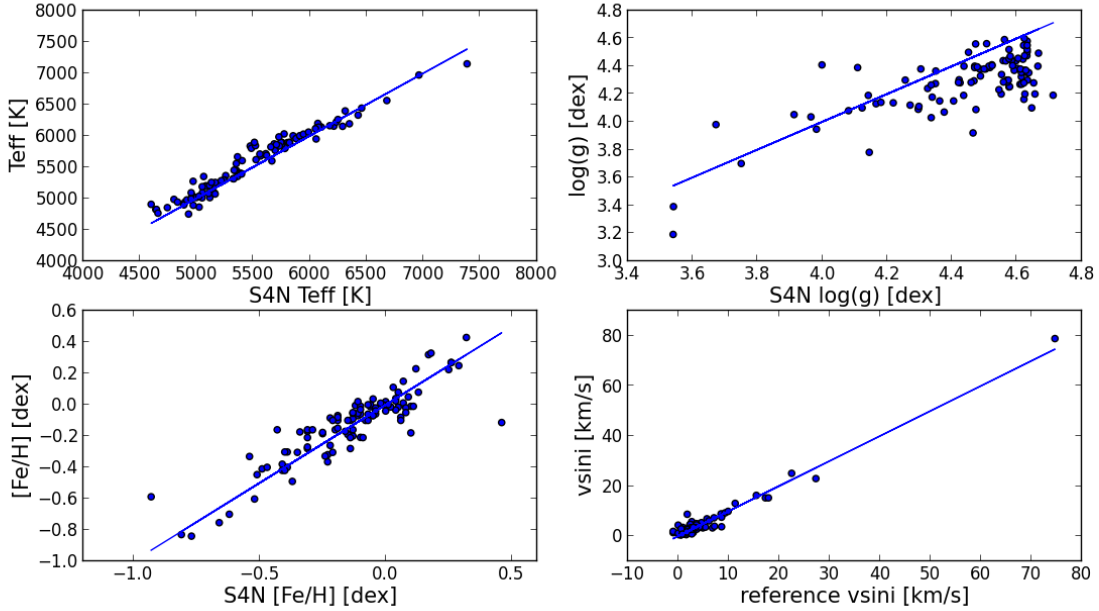 8000
7500
7000
6500
6000
5500
5000
4500
4000
Teff [K]
4000 4500 5000 5500 6000 6500 7000 7500 8000
S4N Teff [K]
4.8
4.6
4.4
4.2
4.0
3.8
3.6
3.4
3.2
3.0
log(g) [dex]
3.4 3.6 4.0 4.2 4.4 4.6 4.8
S4N log(g) [dex]
0.6
0.4
0.2
0.0
−0.2
−0.4
−0.6
−0.8
−1.0
[Fe/H] [dex]
−1.0 −0.5 0.0 0.5
S4N [Fe/H] [dex]
80
60
40
20
0
vsini [km/s]
−10 0 10 20 30 40 50 60 70 80
reference vsini [km/s]